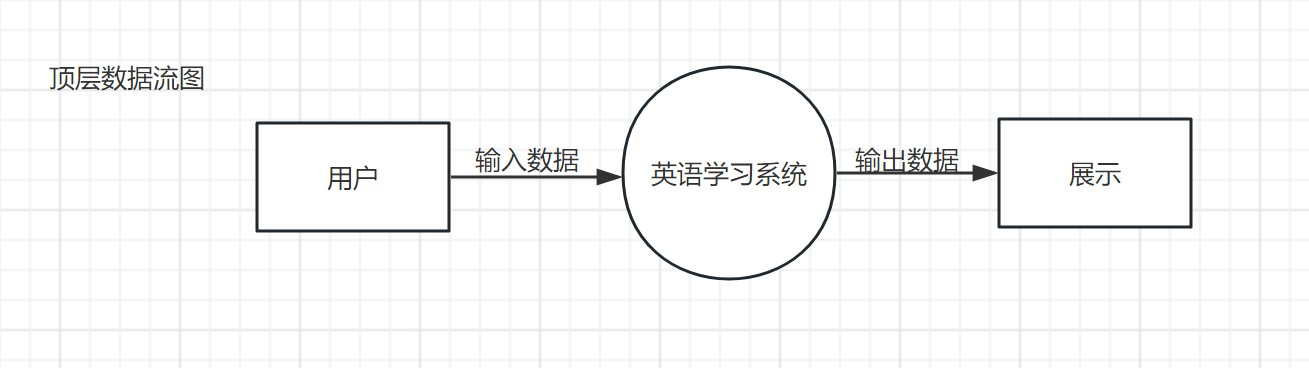 顶层数据流图
用户
输入数据
英语学习系统
输出数据
展示